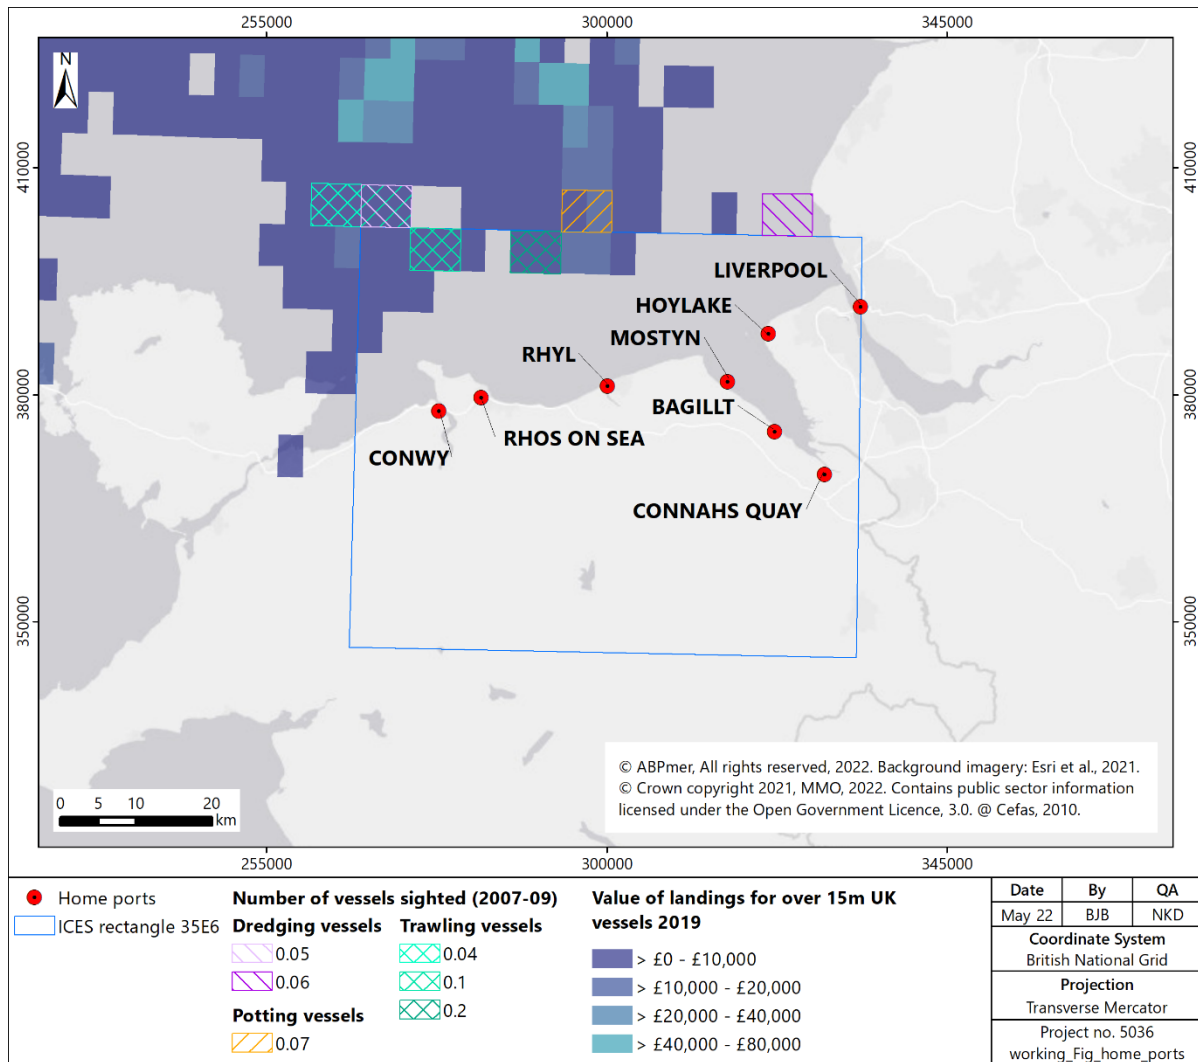 255000
300000
345000
N
410000
410000
LIVERPOOL
HOYLAKE
MOSTYN
RHYL
380000
380000
BAGILLT
RHOS ON SEA
CONWY
CONNAHS QUAY
350000
350000
© ABPmer, All rights reserved, 2022. Background imagery: Esri et al., 2021.
© Crown copyright 2021, MMO, 2022. Contains public sector information
licensed under the Open Government Licence, 3.0. @ Cefas, 2010.
0 5 10 20
km
255000
300000
345000
Home ports
ICES rectangle 35E6
Number of vessels sighted (2007-09)
Dredging vessels
0.05
0.06
Potting vessels
0.07
Trawling vessels
0.04
0.1
0.2
Value of landings for over 15m UK
vessels 2019
> £0 - £10,000
> £10,000 - £20,000
> £20,000 - £40,000
> £40,000 - £80,000
Date By QA
May 22 BJB NKD
Coordinate System
British National Grid
Projection
Transverse Mercator
Project no. 5036
working_Fig_home_ports